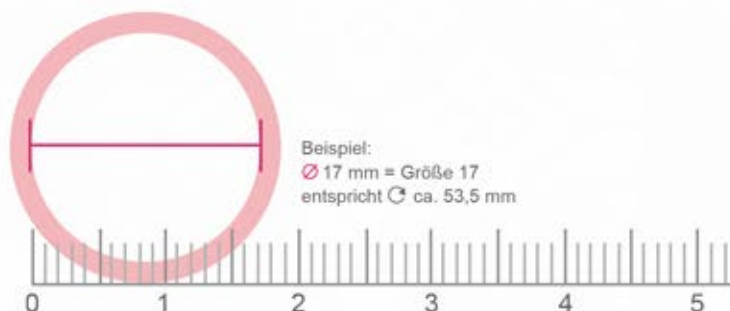 Beispiel:
Ø 17 mm = Größe 17
entspricht ⟳ ca. 53,5 mm
0 1 2 3 4 5